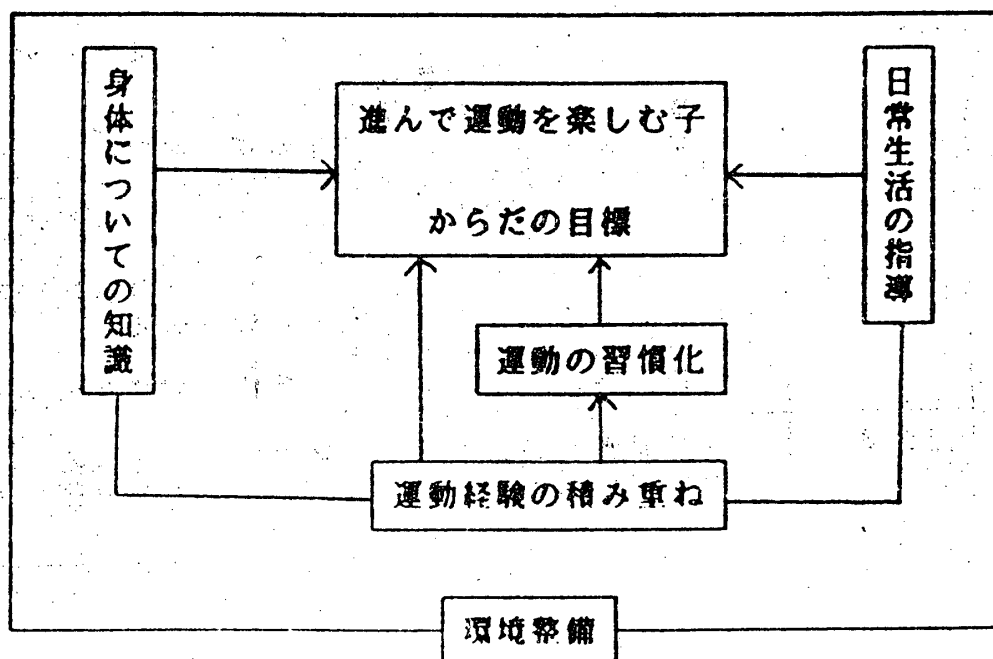 身体についての知識
進んで運動を楽しむ子
からだの目標
日常生活の指導
運動の習慣化
運動経験の積み重ね
環境整備